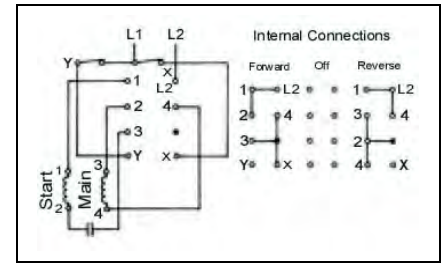 L1 L2 Internal Connections
Y X Forward Off Reverse
1 L2 1 L2 1 L2
2 4 2 4 3 4
3 3 2
Y X Y X 4 X
1 3
Start Main
2 4